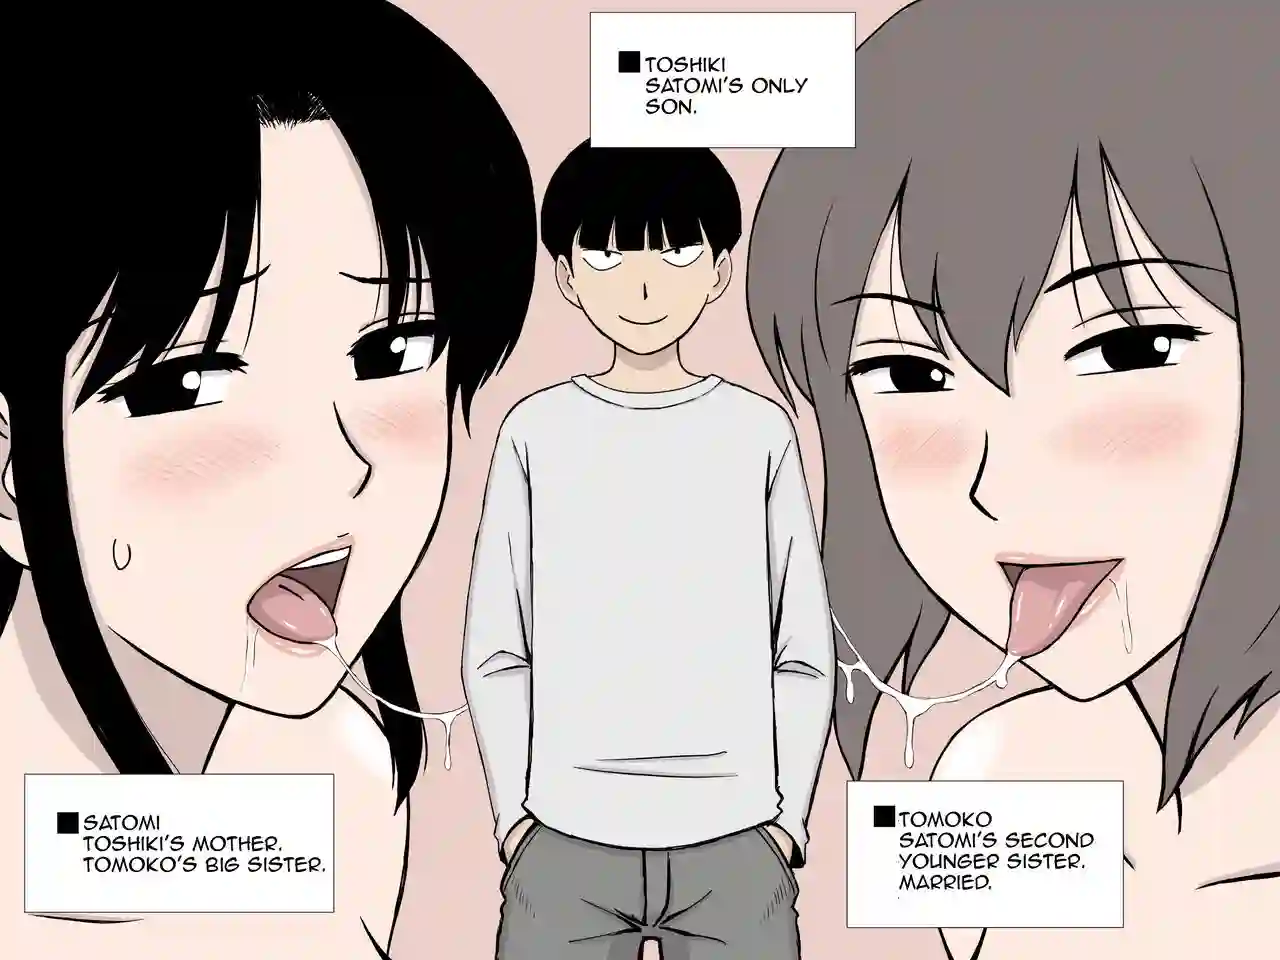 ■TOSHIKI
SATOMI'S ONLY
SON.
■SATOMI
TOSHIKI'S MOTHER.
TOMOKO'S BIG SISTER.
■TOMOKO
SATOMI'S SECOND
YOUNGER SISTER.
MARRIED.